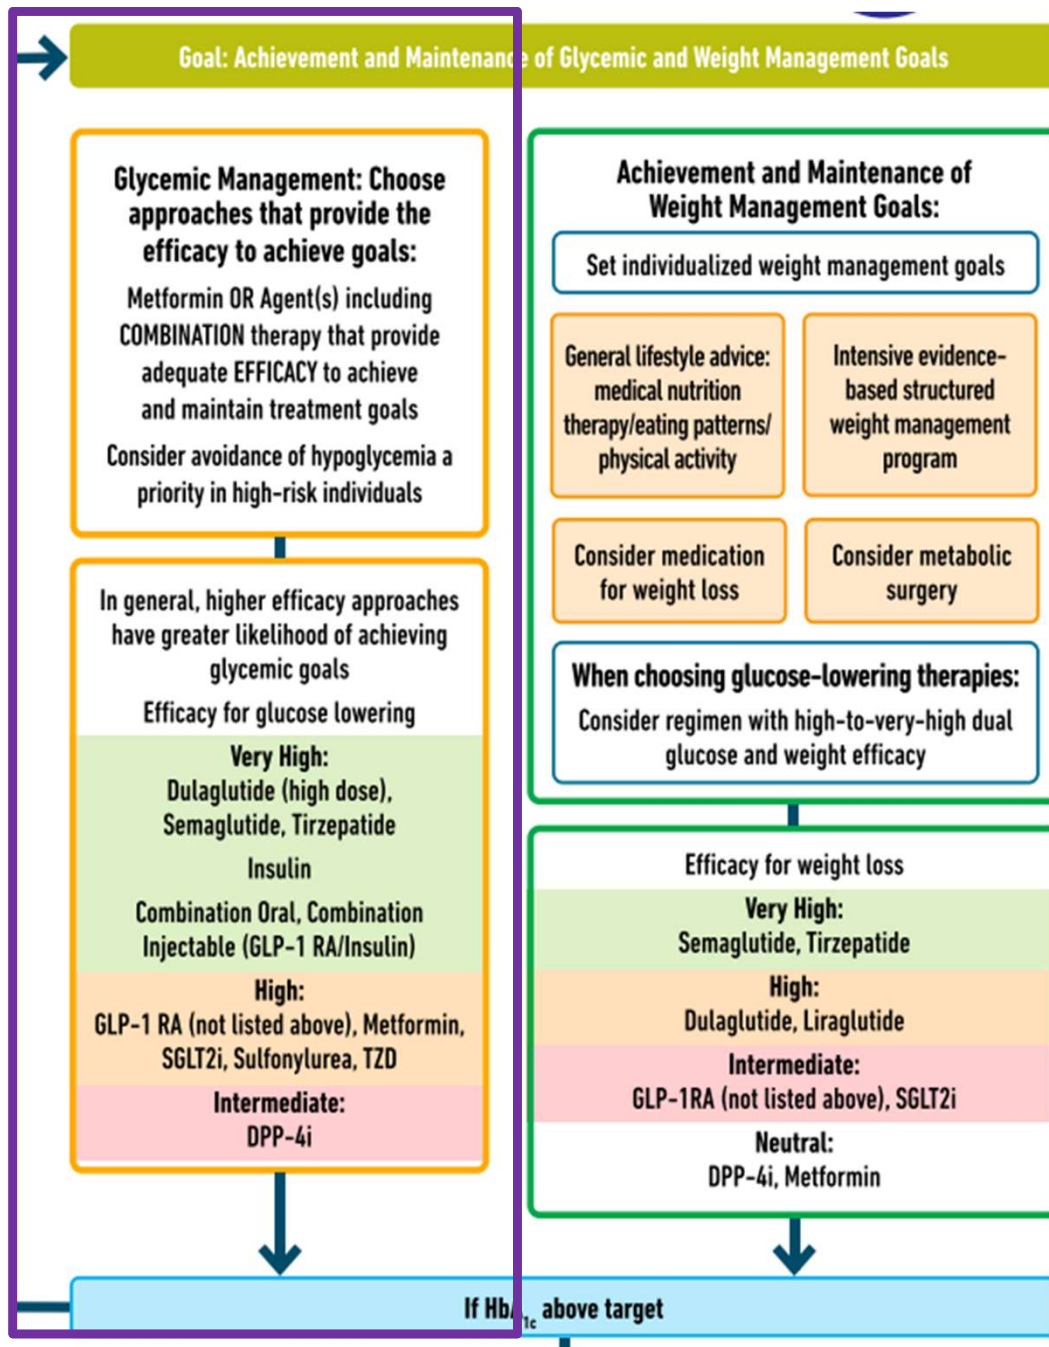 Goal: Achievement and Maintenance of Glycemic and Weight Management Goals
Glycemic Management: Choose
approaches that provide the
efficacy to achieve goals:
Metformin OR Agent(s) including
COMBINATION therapy that provide
adequate EFFICACY to achieve
and maintain treatment goals
Consider avoidance of hypoglycemia a
priority in high-risk individuals
In general, higher efficacy approaches
have greater likelihood of achieving
glycemic goals
Efficacy for glucose lowering
Very High:
Dulaglutide (high dose),
Semaglutide, Tirzepatide
Insulin
Combination Oral, Combination
Injectable (GLP-1 RA/Insulin)
High:
GLP-1 RA (not listed above), Metformin,
SGLT2i, Sulfonylurea, TZD
Intermediate:
DPP-4i
Achievement and Maintenance of
Weight Management Goals:
Set individualized weight management goals
General lifestyle advice:
medical nutrition
therapy/eating patterns/
physical activity
Intensive evidence-
based structured
weight management
program
Consider medication
for weight loss
Consider metabolic
surgery
When choosing glucose-lowering therapies:
Consider regimen with high-to-very-high dual
glucose and weight efficacy
Efficacy for weight loss
Very High:
Semaglutide, Tirzepatide
High:
Dulaglutide, Liraglutide
Intermediate:
GLP-1RA (not listed above), SGLT2i
Neutral:
DPP-4i, Metformin
If HbA1c above target